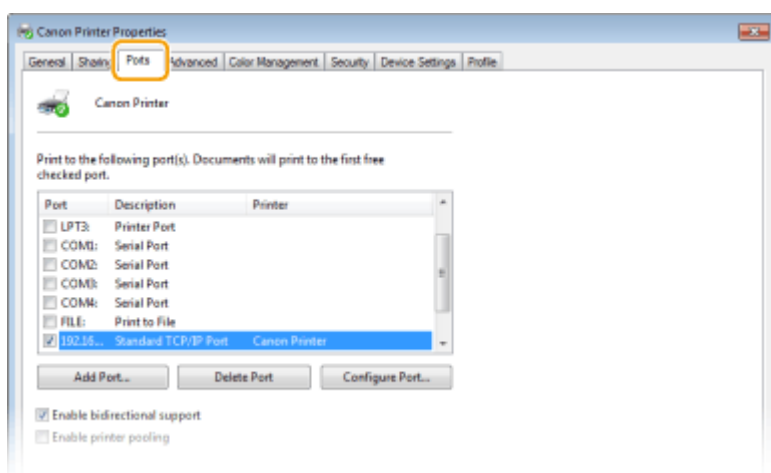 Canon Printer Properties
General Sharing Ports Advanced Color Management Security Device Settings Profile
Canon Printer
Print to the following port(s). Documents will print to the first free
checked port.
Port Description Printer
LPT3: Printer Port
COM1: Serial Port
COM2: Serial Port
COM3: Serial Port
COM4: Serial Port
FILE: Print to File
192.16... Standard TCP/IP Port Canon Printer
Add Port... Delete Port Configure Port...
Enable bidirectional support
Enable printer pooling